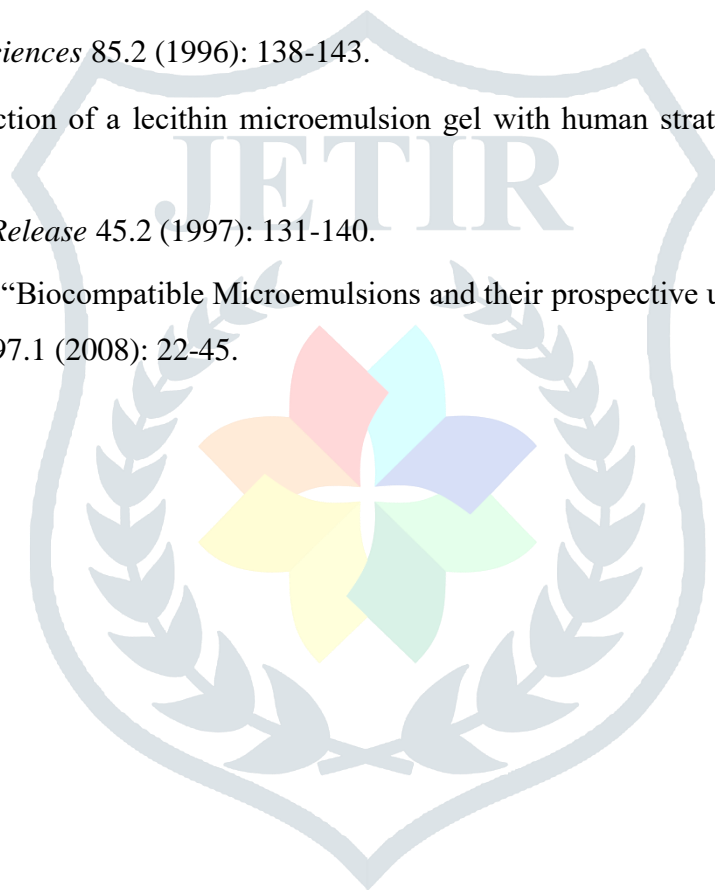 ciences 85.2 (1996): 138-143.
ction of a lecithin microemulsion gel with human strat
JETIR
Release 45.2 (1997): 131-140.
“Biocompatible Microemulsions and their prospective u
97.1 (2008): 22-45.